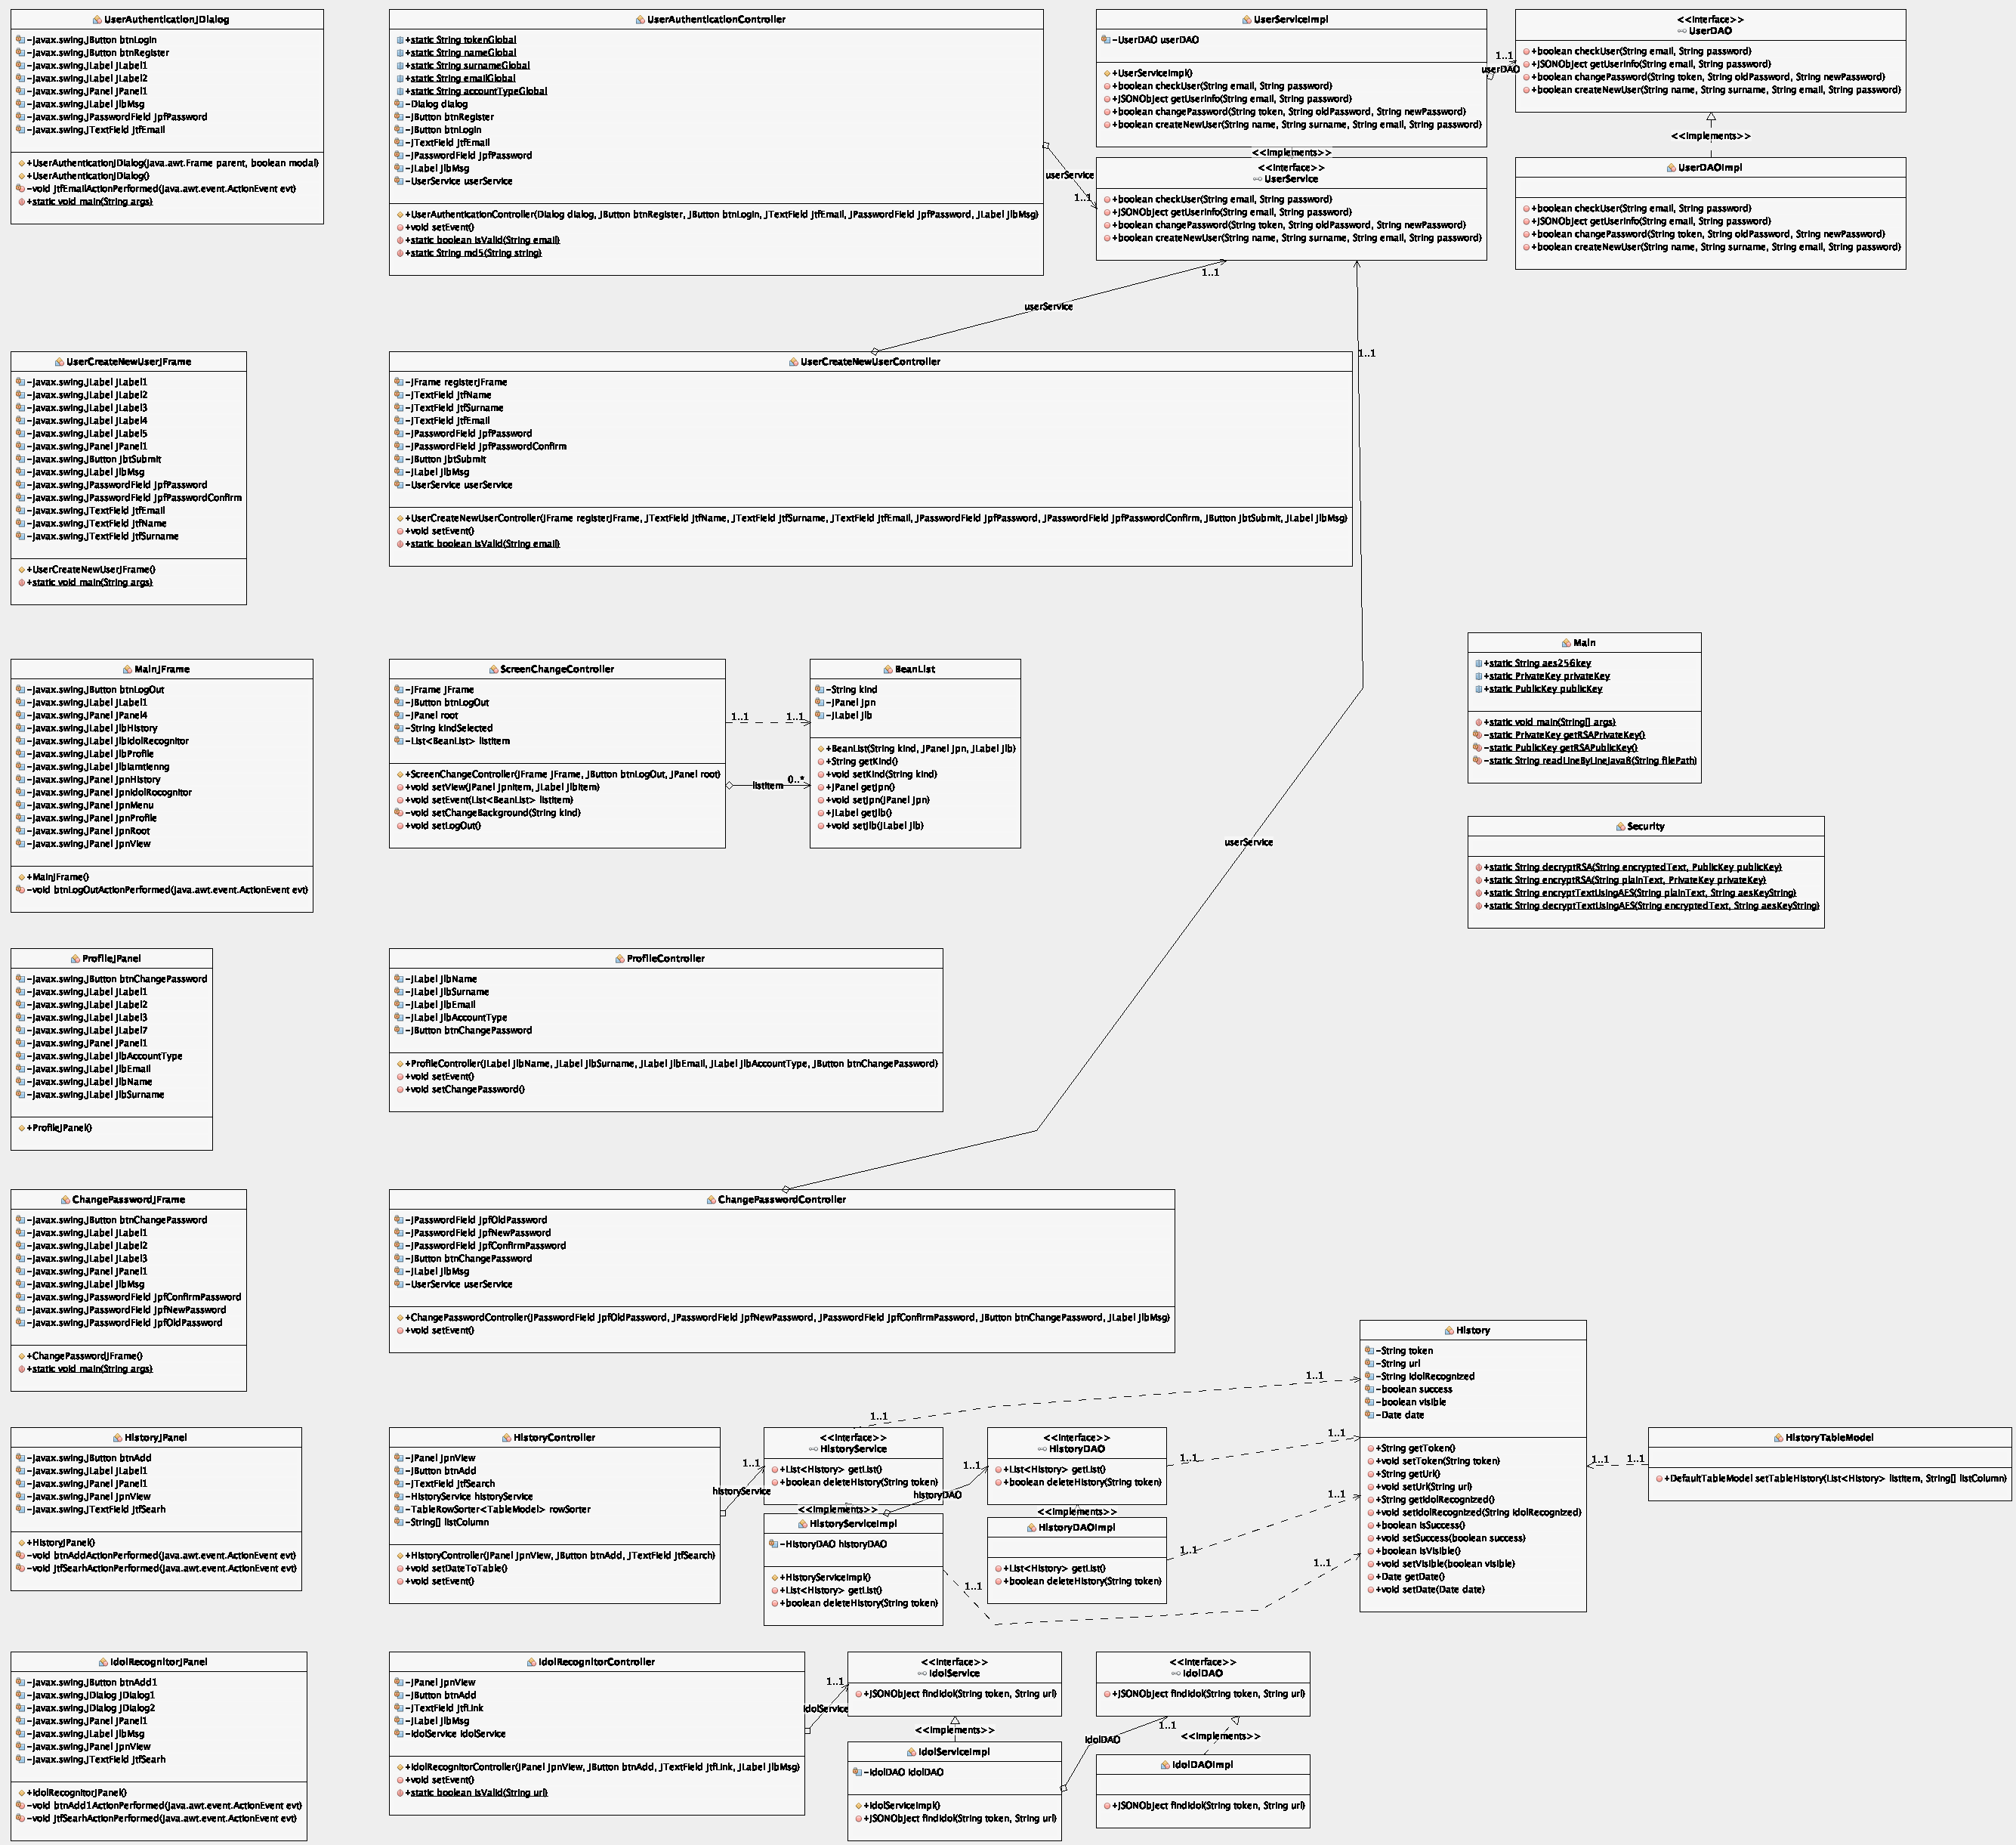 UserAuthenticationJDialog
-javax.swing.JButton btnLogin
-javax.swing.JButton btnRegister
-javax.swing.JLabel jLabel1
-javax.swing.JLabel jLabel2
-javax.swing.JPanel jPanel1
-javax.swing.JLabel jlbMsg
-javax.swing.JPasswordField jpfPassword
-javax.swing.JTextField jtfEmail
+UserAuthenticationJDialog(java.awt.Frame parent, boolean modal)
+UserAuthenticationJDialog()
-void jtfEmailActionPerformed(java.awt.event.ActionEvent evt)
+static void main(String args)
UserAuthenticationController
+static String tokenGlobal
+static String nameGlobal
+static String surnameGlobal
+static String emailGlobal
+static String accountTypeGlobal
-Dialog dialog
-JButton btnRegister
-JButton btnLogin
-JTextField jtfEmail
-JPasswordField jpfPassword
-JLabel jlbMsg
-UserService userService
+UserAuthenticationController(Dialog dialog, JButton btnRegister, JButton btnLogin, JTextField jtfEmail, JPasswordField jpfPassword, JLabel jlbMsg)
+void setEvent()
+static boolean isValid(String email)
+static String md5(String string)
userService
1..1
UserServiceImpl
-UserDAO userDAO
+UserServiceImpl()
+boolean checkUser(String email, String password)
+JSONObject getUserInfo(String email, String password)
+boolean changePassword(String token, String oldPassword, String newPassword)
+boolean createNewUser(String name, String surname, String email, String password)
1..1
userDAO
<<implements>>
<<interface>>
UserService
+boolean checkUser(String email, String password)
+JSONObject getUserInfo(String email, String password)
+boolean changePassword(String token, String oldPassword, String newPassword)
+boolean createNewUser(String name, String surname, String email, String password)
<<interface>>
UserDAO
+boolean checkUser(String email, String password)
+JSONObject getUserInfo(String email, String password)
+boolean changePassword(String token, String oldPassword, String newPassword)
+boolean createNewUser(String name, String surname, String email, String password)
<<implements>>
UserDAOImpl
+boolean checkUser(String email, String password)
+JSONObject getUserInfo(String email, String password)
+boolean changePassword(String token, String oldPassword, String newPassword)
+boolean createNewUser(String name, String surname, String email, String password)
1..1
userService
1..1
UserCreateNewUserJFrame
-javax.swing.JLabel jLabel1
-javax.swing.JLabel jLabel2
-javax.swing.JLabel jLabel3
-javax.swing.JLabel jLabel4
-javax.swing.JLabel jLabel5
-javax.swing.JPanel jPanel1
-javax.swing.JButton jbtSubmit
-javax.swing.JLabel jlbMsg
-javax.swing.JPasswordField jpfPassword
-javax.swing.JPasswordField jpfPasswordConfirm
-javax.swing.JTextField jtfEmail
-javax.swing.JTextField jtfName
-javax.swing.JTextField jtfSurname
+UserCreateNewUserJFrame()
+static void main(String args)
UserCreateNewUserController
-JFrame registerJFrame
-JTextField jtfName
-JTextField jtfSurname
-JTextField jtfEmail
-JPasswordField jpfPassword
-JPasswordField jpfPasswordConfirm
-JButton jbtSubmit
-JLabel jlbMsg
-UserService userService
+UserCreateNewUserController(JFrame registerJFrame, JTextField jtfName, JTextField jtfSurname, JTextField jtfEmail, JPasswordField jpfPassword, JPasswordField jpfPasswordConfirm, JButton jbtSubmit, JLabel jlbMsg)
+void setEvent()
+static boolean isValid(String email)
MainJFrame
-javax.swing.JButton btnLogOut
-javax.swing.JLabel jLabel1
-javax.swing.JPanel jPanel4
-javax.swing.JLabel jlbHistory
-javax.swing.JLabel jlbIdolRecognitor
-javax.swing.JLabel jlbProfile
-javax.swing.JLabel jlbiamtienng
-javax.swing.JPanel jpnHistory
-javax.swing.JPanel jpnIdolRocognitor
-javax.swing.JPanel jpnMenu
-javax.swing.JPanel jpnProfile
-javax.swing.JPanel jpnRoot
-javax.swing.JPanel jpnView
+MainJFrame()
-void btnLogOutActionPerformed(java.awt.event.ActionEvent evt)
ScreenChangeController
-JFrame jFrame
-JButton btnLogOut
-JPanel root
-String kindSelected
-List<BeanList> listItem
+ScreenChangeController(JFrame jFrame, JButton btnLogOut, JPanel root)
+void setView(JPanel jpnItem, JLabel jlbItem)
+void setEvent(List<BeanList> listItem)
-void setChangeBackground(String kind)
+void setLogOut()
1..1
1..1
0..*
listItem
BeanList
-String kind
-JPanel jpn
-JLabel jlb
+BeanList(String kind, JPanel jpn, JLabel jlb)
+String getKind()
+void setKind(String kind)
+JPanel getJpn()
+void setJpn(JPanel jpn)
+JLabel getJlb()
+void setJlb(JLabel jlb)
Main
+static String aes256key
+static PrivateKey privateKey
+static PublicKey publicKey
+static void main(String[] args)
-static PrivateKey getRSAPrivateKey()
-static PublicKey getRSAPublicKey()
-static String readLineByLineJava8(String filePath)
Security
+static String decryptRSA(String encryptedText, PublicKey publicKey)
+static String encryptRSA(String plainText, PrivateKey privateKey)
+static String encryptTextUsingAES(String plainText, String aesKeyString)
+static String decryptTextUsingAES(String encryptedText, String aesKeyString)
userService
ProfileJPanel
-javax.swing.JButton btnChangePassword
-javax.swing.JLabel jLabel1
-javax.swing.JLabel jLabel2
-javax.swing.JLabel jLabel3
-javax.swing.JLabel jLabel7
-javax.swing.JPanel jPanel1
-javax.swing.JLabel jlbAccountType
-javax.swing.JLabel jlbEmail
-javax.swing.JLabel jlbName
-javax.swing.JLabel jlbSurname
+ProfileJPanel()
ProfileController
-JLabel jlbName
-JLabel jlbSurname
-JLabel jlbEmail
-JLabel jlbAccountType
-JButton btnChangePassword
+ProfileController(JLabel jlbName, JLabel jlbSurname, JLabel jlbEmail, JLabel jlbAccountType, JButton btnChangePassword)
+void setEvent()
+void setChangePassword()
ChangePasswordJFrame
-javax.swing.JButton btnChangePassword
-javax.swing.JLabel jLabel1
-javax.swing.JLabel jLabel2
-javax.swing.JLabel jLabel3
-javax.swing.JPanel jPanel1
-javax.swing.JLabel jlbMsg
-javax.swing.JPasswordField jpfConfirmPassword
-javax.swing.JPasswordField jpfNewPassword
-javax.swing.JPasswordField jpfOldPassword
+ChangePasswordJFrame()
+static void main(String args)
ChangePasswordController
-JPasswordField jpfOldPassword
-JPasswordField jpfNewPassword
-JPasswordField jpfConfirmPassword
-JButton btnChangePassword
-JLabel jlbMsg
-UserService userService
+ChangePasswordController(JPasswordField jpfOldPassword, JPasswordField jpfNewPassword, JPasswordField jpfConfirmPassword, JButton btnChangePassword, JLabel jlbMsg)
+void setEvent()
HistoryJPanel
-javax.swing.JButton btnAdd
-javax.swing.JLabel jLabel1
-javax.swing.JPanel jPanel1
-javax.swing.JPanel jpnView
-javax.swing.JTextField jtfSearh
+HistoryJPanel()
-void btnAddActionPerformed(java.awt.event.ActionEvent evt)
-void jtfSearhActionPerformed(java.awt.event.ActionEvent evt)
HistoryController
-JPanel jpnView
-JButton btnAdd
-JTextField jtfSearch
-HistoryService historyService
-TableRowSorter<TableModel> rowSorter
-String[] listColumn
+HistoryController(JPanel jpnView, JButton btnAdd, JTextField jtfSearch)
+void setDateToTable()
+void setEvent()
1..1
historyService
1..1
1..1
<<interface>>
HistoryService
+List<History> getList()
+boolean deleteHistory(String token)
<<implements>>
HistoryServiceImpl
-HistoryDAO historyDAO
+HistoryServiceImpl()
+List<History> getList()
+boolean deleteHistory(String token)
1..1
historyDAO
<<interface>>
HistoryDAO
+List<History> getList()
+boolean deleteHistory(String token)
<<implements>>
HistoryDAOImpl
+List<History> getList()
+boolean deleteHistory(String token)
1..1
1..1
1..1
1..1
1..1
1..1
History
-String token
-String url
-String idolRecognized
-boolean success
-boolean visible
-Date date
+String getToken()
+void setToken(String token)
+String getUrl()
+void setUrl(String url)
+String getIdolRecognized()
+void setIdolRecognized(String idolRecognized)
+boolean isSuccess()
+void setSuccess(boolean success)
+boolean isVisible()
+void setVisible(boolean visible)
+Date getDate()
+void setDate(Date date)
1..1
1..1
HistoryTableModel
+DefaultTableModel setTableHistory(List<History> listItem, String[] listColumn)
IdolRecognitorJPanel
-javax.swing.JButton btnAdd1
-javax.swing.JDialog jDialog1
-javax.swing.JDialog jDialog2
-javax.swing.JPanel jPanel1
-javax.swing.JLabel jlbMsg
-javax.swing.JPanel jpnView
-javax.swing.JTextField jtfSearh
+IdolRecognitorJPanel()
-void btnAdd1ActionPerformed(java.awt.event.ActionEvent evt)
-void jtfSearhActionPerformed(java.awt.event.ActionEvent evt)
IdolRecognitorController
-JPanel jpnView
-JButton btnAdd
-JTextField jtfLink
-JLabel jlbMsg
-IdolService idolService
+IdolRecognitorController(JPanel jpnView, JButton btnAdd, JTextField jtfLink, JLabel jlbMsg)
+void setEvent()
+static boolean isValid(String url)
1..1
idolService
<<interface>>
IdolService
+JSONObject findIdol(String token, String url)
<<implements>>
IdolServiceImpl
-IdolDAO idolDAO
+IdolServiceImpl()
+JSONObject findIdol(String token, String url)
idolDAO
1..1
<<interface>>
IdolDAO
+JSONObject findIdol(String token, String url)
<<implements>>
IdolDAOImpl
+JSONObject findIdol(String token, String url)